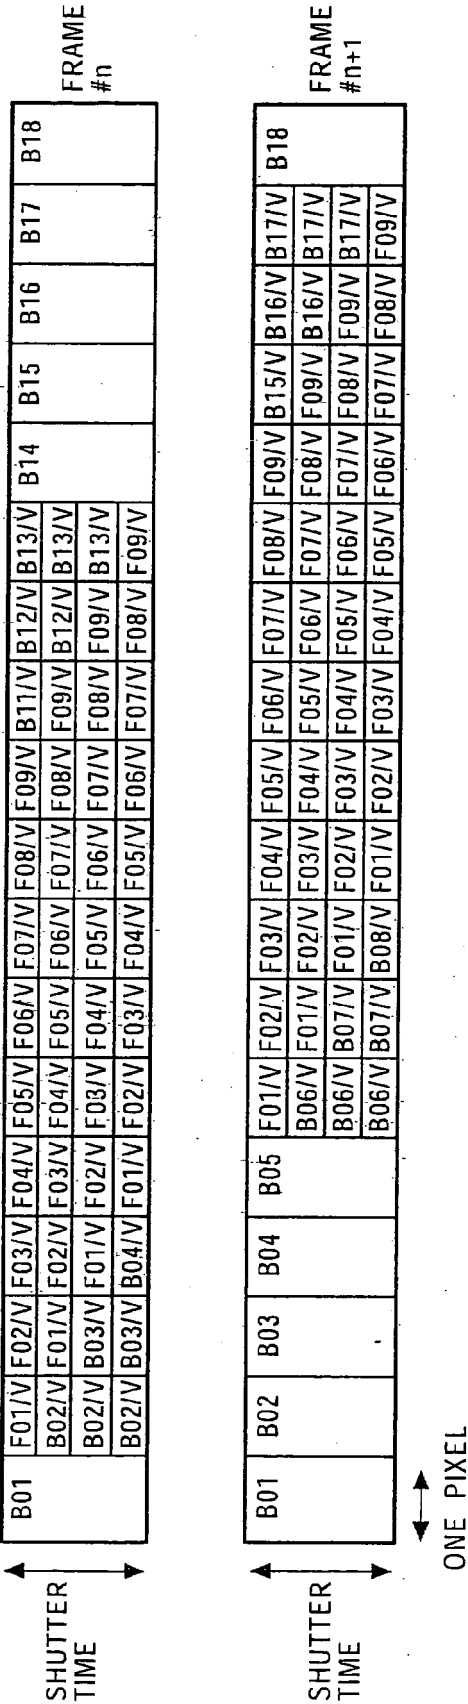 SHUTTER
TIME
B01 F01/V F02/V F03/V F04/V F05/V F06/V F07/V F08/V F09/V B11/V B12/V B13/V B14 B15 B16 B17 B18
B02/V F01/V F02/V F03/V F04/V F05/V F06/V F07/V F08/V F09/V B12/V B13/V
B02/V B03/V F01/V F02/V F03/V F04/V F05/V F06/V F07/V F08/V F09/V B13/V
B02/V B03/V B04/V F01/V F02/V F03/V F04/V F05/V F06/V F07/V F08/V F09/V
FRAME
#n
SHUTTER
TIME
B01 B02 B03 B04 B05 F01/V F02/V F03/V F04/V F05/V F06/V F07/V F08/V F09/V B15/V B16/V B17/V B18
B06/V F01/V F02/V F03/V F04/V F05/V F06/V F07/V F08/V F09/V B16/V B17/V
B06/V B07/V F01/V F02/V F03/V F04/V F05/V F06/V F07/V F08/V F09/V B17/V
B06/V B07/V B08/V F01/V F02/V F03/V F04/V F05/V F06/V F07/V F08/V F09/V
FRAME
#n+1
ONE PIXEL